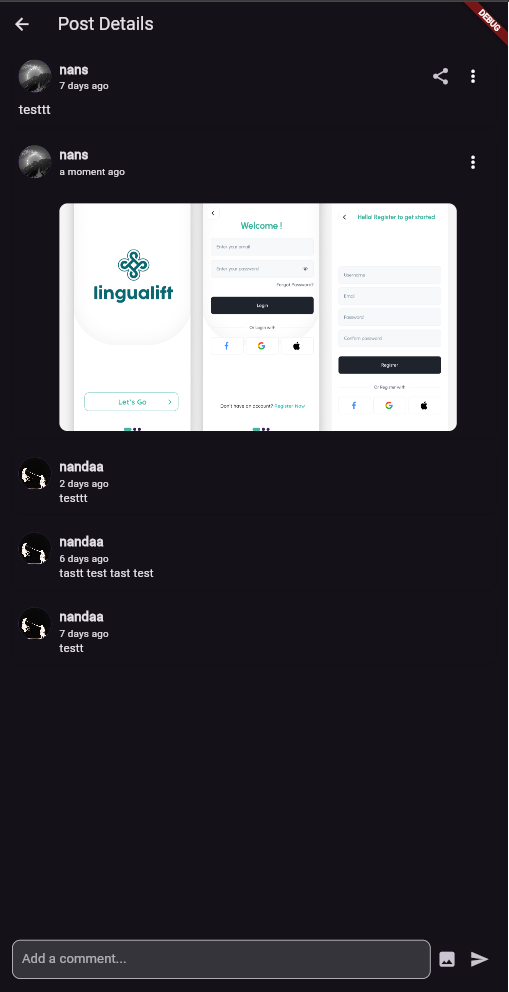 Post Details
DEBUG
nans
7 days ago
testtt
nans
a moment ago
lingualift
Let's Go
Welcome !
Enter your email
Enter your password
Forgot Password?
Login
Or Login with
Don't have an account? Register Now
Hello! Register to get started
Username
Email
Password
Confirm password
Register
Or Register with
nandaa
2 days ago
testtt
nandaa
6 days ago
tastt test tast test
nandaa
7 days ago
testt
Add a comment...